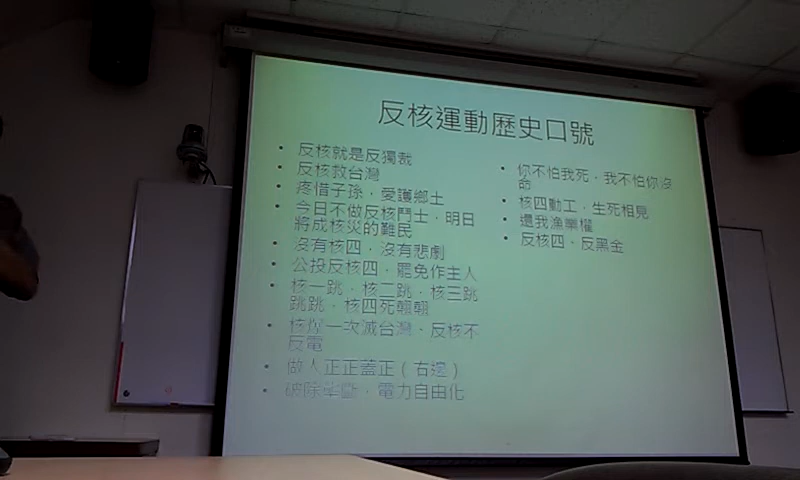 反核運動歷史口號
反核就是反獨裁
反核救台灣
疼惜子孫，愛護鄉土
今日不做反核鬥士，明日
將成核災的難民
沒有核四，沒有悲劇
公投反核四，罷免作主人
核一跳，核二跳，核三跳
跳跳，核四死翹翹
核爆一次滅台灣，反核不
反電
做人正正蓋正（右邊）
破除壟斷，電力自由化
你不怕我死，我不怕你沒
命
核四動工，生死相見
還我漁業權
反核四，反黑金